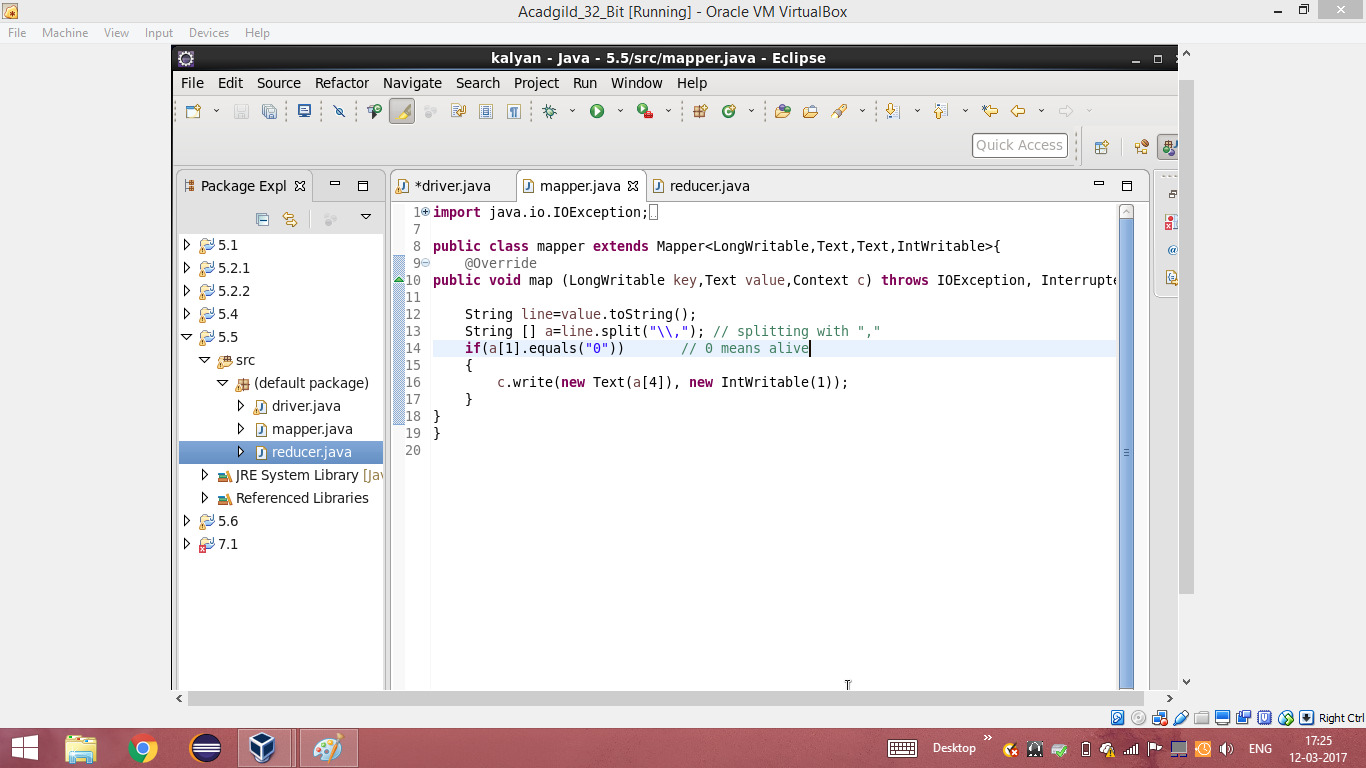 Acadgild_32_Bit [Running] - Oracle VM VirtualBox
File Machine View Input Devices Help
kalyan - Java - 5.5/src/mapper.java - Eclipse
File Edit Source Refactor Navigate Search Project Run Window Help
Quick Access
Package Expl
*driver.java mapper.java reducer.java
5.1
5.2.1
5.2.2
5.4
5.5
src
(default package)
driver.java
mapper.java
reducer.java
JRE System Library [Jav
Referenced Libraries
5.6
7.1
1 import java.io.IOException;
7
8 public class mapper extends Mapper<LongWritable,Text,Text,IntWritable>{
9 @Override
10 public void map (LongWritable key,Text value,Context c) throws IOException, Interrupte
11
12 String line=value.toString();
13 String [] a=line.split("\\,"); // splitting with ","
14 if(a[1].equals("0")) // 0 means alive
15 {
16 c.write(new Text(a[4]), new IntWritable(1));
17 }
18 }
19 }
20
Right Ctrl
Desktop
ENG
17:25
12-03-2017